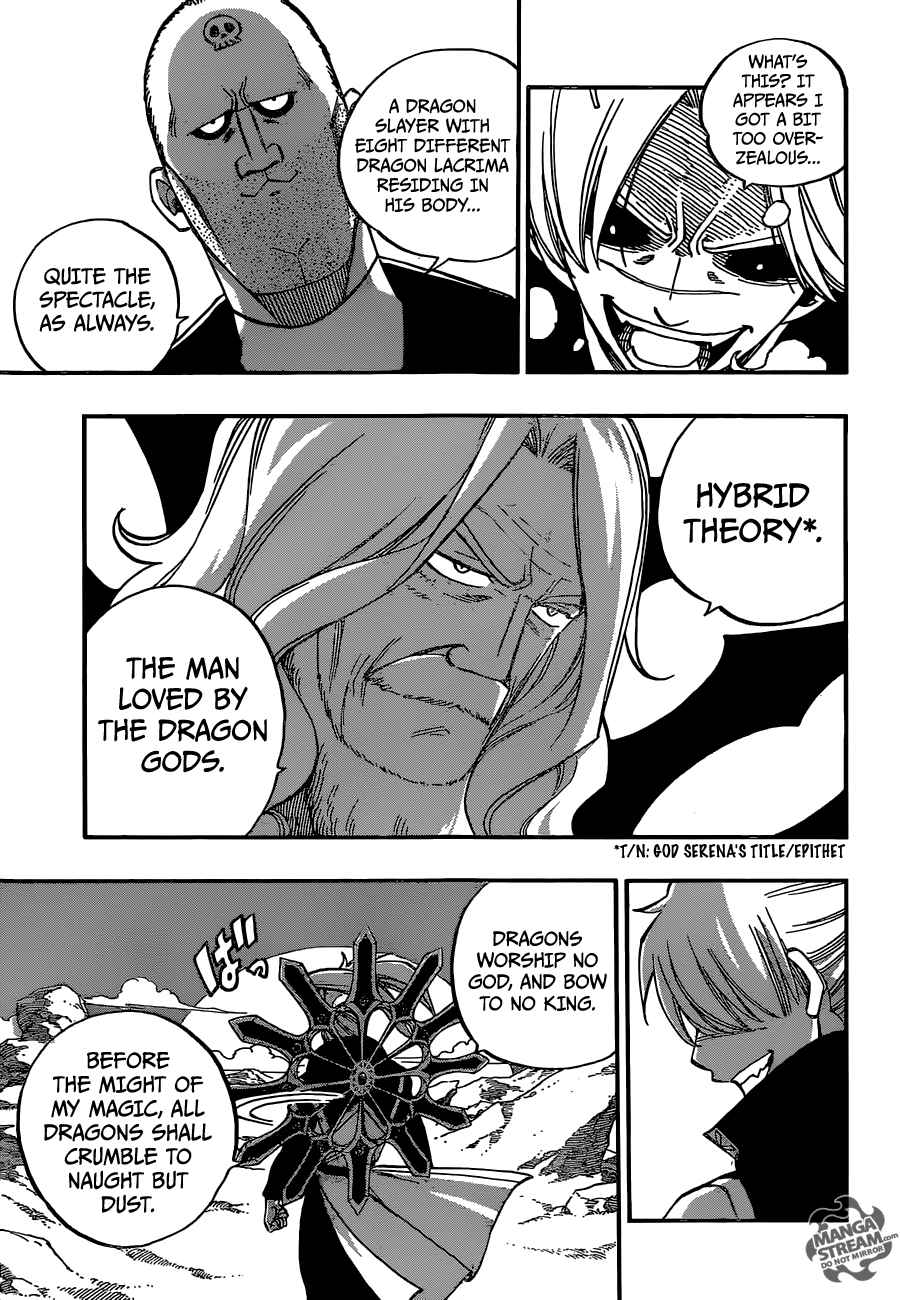 WHAT'S
THIS? IT
APPEARS I
GOT A BIT
TOO OVER-
ZEALOUS...
A DRAGON
SLAYER WITH
EIGHT DIFFERENT
DRAGON LACRIMA
RESIDING IN
HIS BODY...
QUITE THE
SPECTACLE,
AS ALWAYS.
HYBRID
THEORY*.
THE MAN
LOVED BY
THE DRAGON
GODS.
*T/N: GOD SERENA'S TITLE/EPITHET
DRAGONS
WORSHIP NO
GOD, AND BOW
TO NO KING.
ばっ
BEFORE
THE MIGHT OF
MY MAGIC, ALL
DRAGONS SHALL
CRUMBLE TO
NAUGHT BUT
DUST.
MANGA
STREAM.com
DO NOT MIRROR